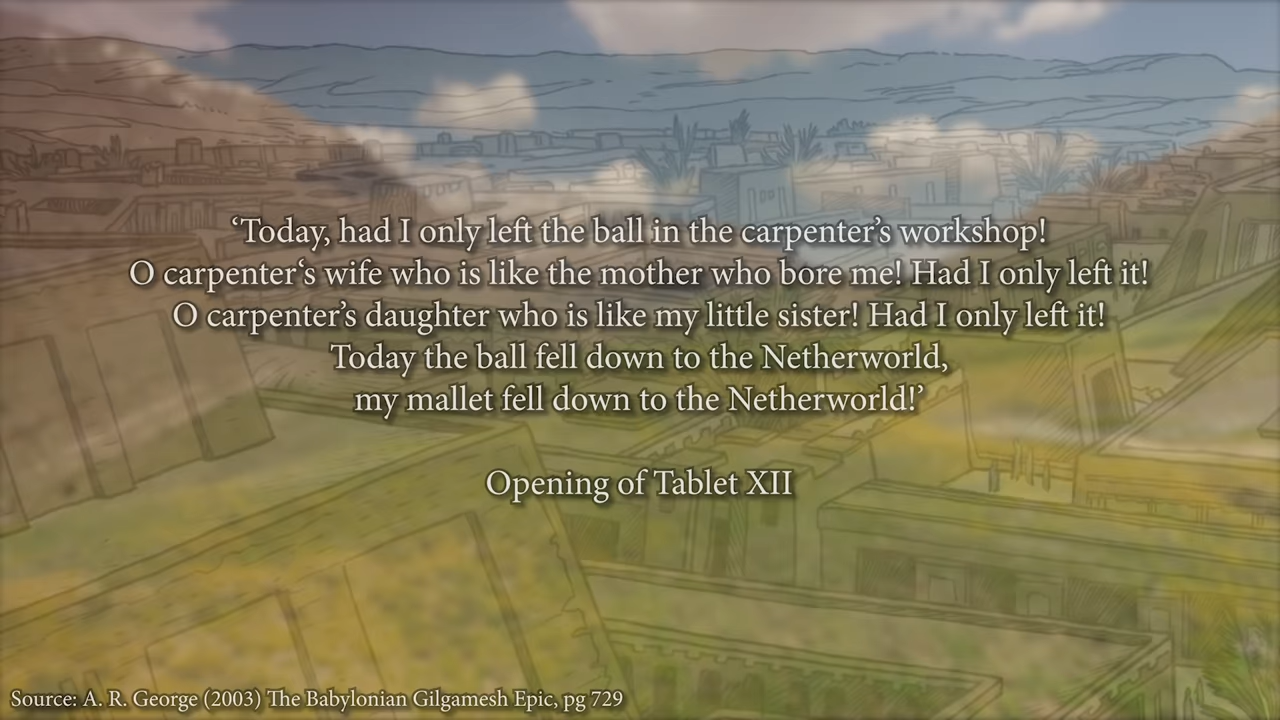 ‘Today, had I only left the ball in the carpenter’s workshop!
O carpenter‘s wife who is like the mother who bore me! Had I only left it!
O carpenter’s daughter who is like my little sister! Had I only left it!
Today the ball fell down to the Netherworld,
my mallet fell down to the Netherworld!’
Opening of Tablet XII
Source: A. R. George (2003) The Babylonian Gilgamesh Epic, pg 729